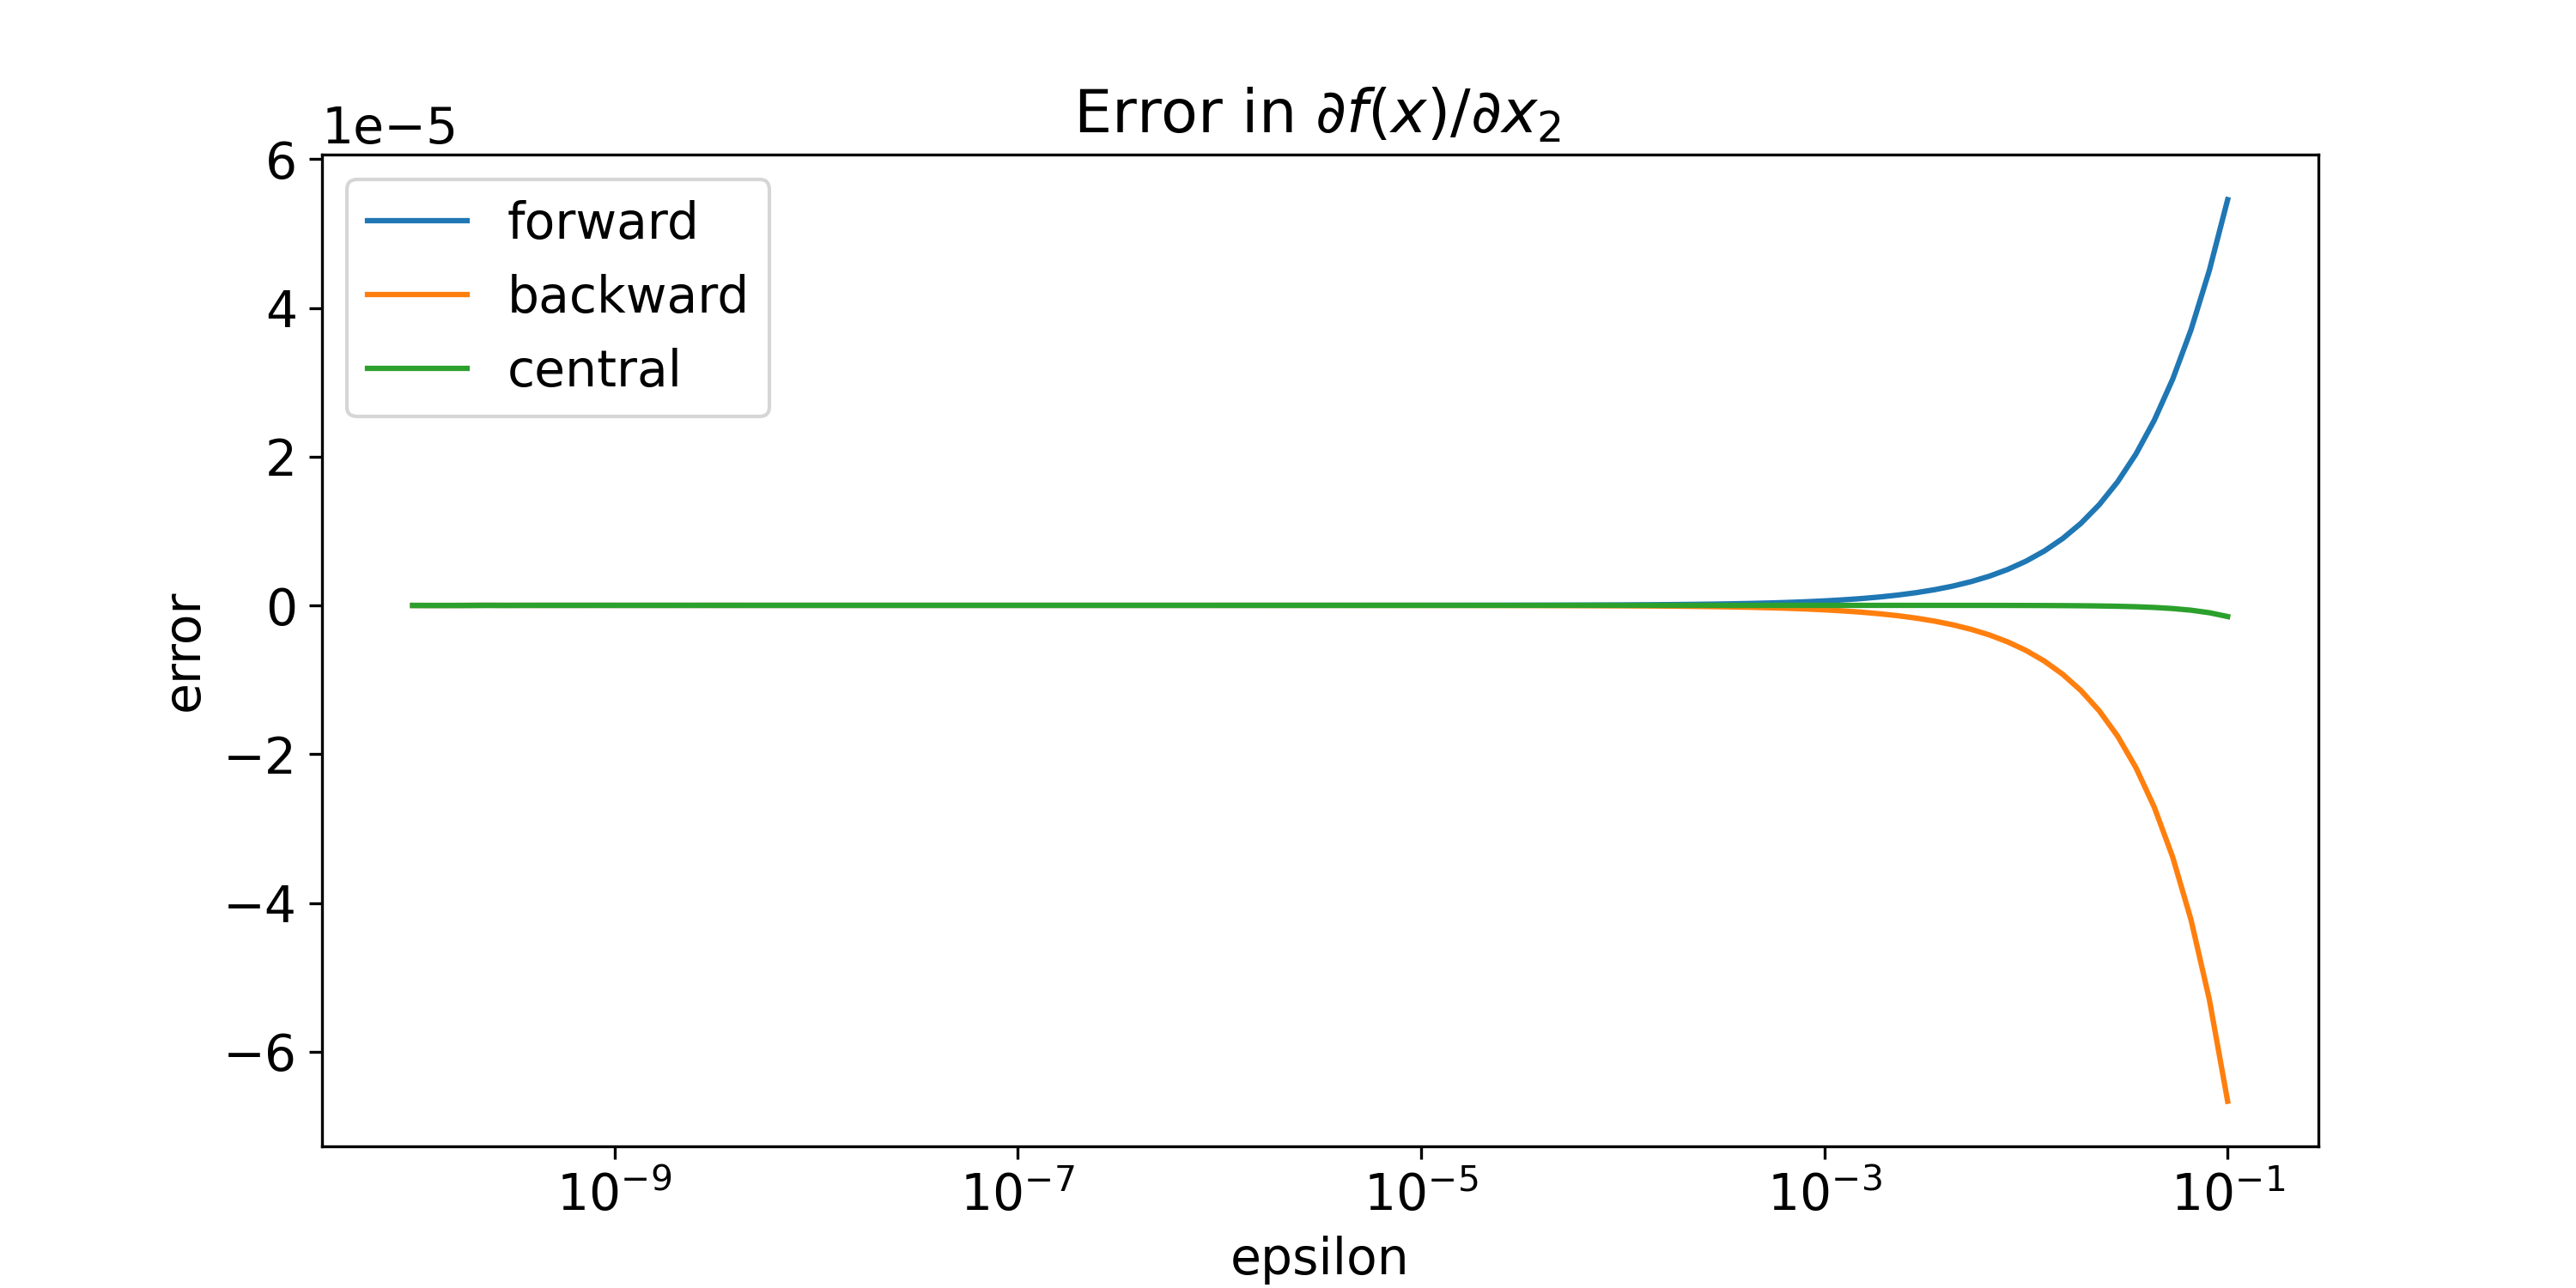 Error in ∂f(x)/∂x₂
1e−5
6
4
2
0
−2
−4
−6
error
forward
backward
central
10⁻⁹ 10⁻⁷ 10⁻⁵ 10⁻³ 10⁻¹
epsilon